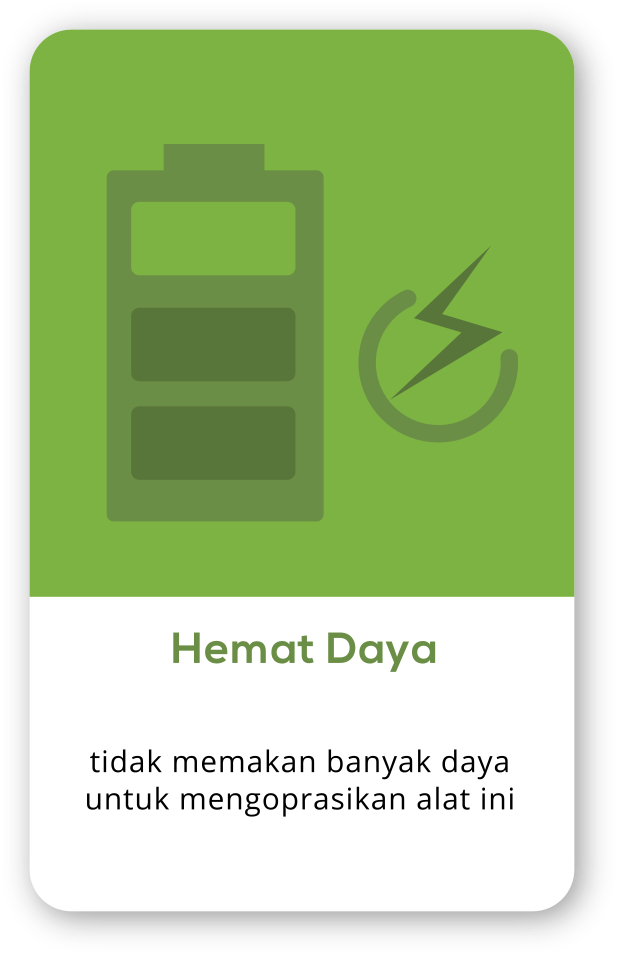 Hemat Daya
tidak memakan banyak daya
untuk mengoprasikan alat ini